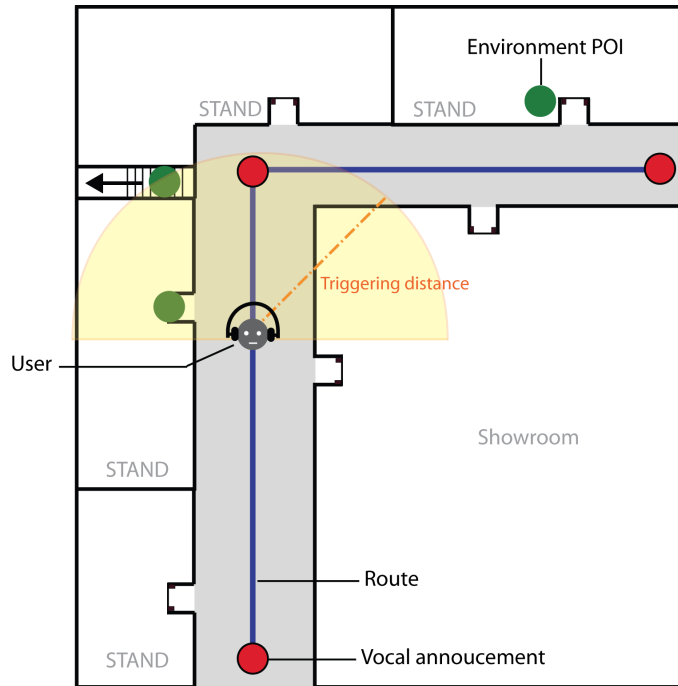 Environment POI
STAND
STAND
Triggering distance
User
Showroom
STAND
Route
Vocal annoucement
STAND